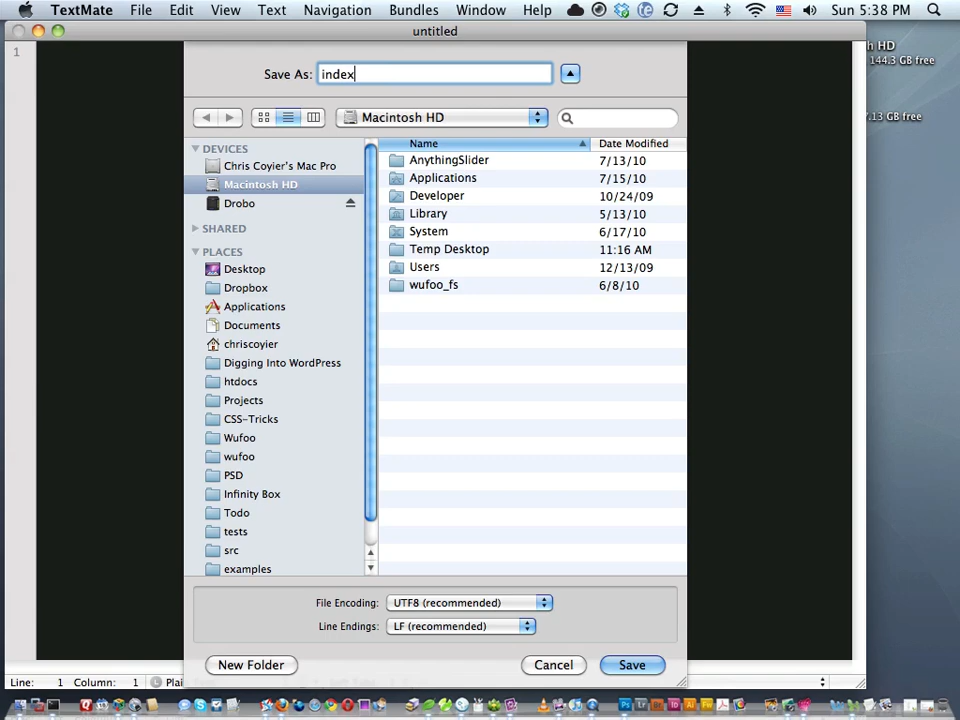 TextMate File Edit View Text Navigation Bundles Window Help Sun 5:38 PM
untitled
HD
144.3 GB free
7.13 GB free
1
Save As: index
Macintosh HD
DEVICES
Chris Coyier's Mac Pro
Macintosh HD
Drobo
SHARED
PLACES
Desktop
Dropbox
Applications
Documents
chriscoyier
Digging Into WordPress
htdocs
Projects
CSS-Tricks
Wufoo
wufoo
PSD
Infinity Box
Todo
tests
src
examples
Name Date Modified
AnythingSlider 7/13/10
Applications 7/15/10
Developer 10/24/09
Library 5/13/10
System 6/17/10
Temp Desktop 11:16 AM
Users 12/13/09
wufoo_fs 6/8/10
File Encoding: UTF8 (recommended)
Line Endings: LF (recommended)
New Folder Cancel Save
Line: 1 Column: 1 Plai